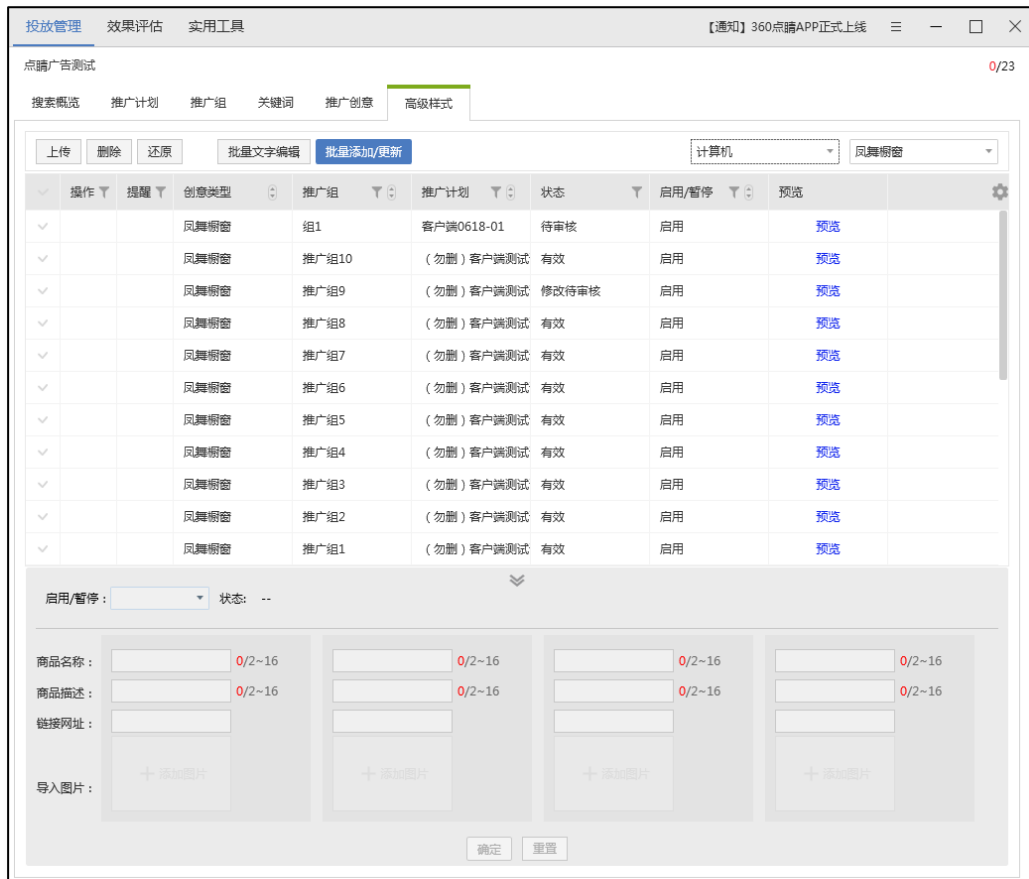 投放管理 效果评估 实用工具 【通知】360点睛APP正式上线
点睛广告测试 0/23
搜索概览 推广计划 推广组 关键词 推广创意 高级样式
上传 删除 还原 批量文字编辑 批量添加/更新 计算机 凤舞橱窗
操作 提醒 创意类型 推广组 推广计划 状态 启用/暂停 预览
凤舞橱窗 组1 客户端0618-01 待审核 启用 预览
凤舞橱窗 推广组10 （勿删）客户端测试 有效 启用 预览
凤舞橱窗 推广组9 （勿删）客户端测试 修改待审核 启用 预览
凤舞橱窗 推广组8 （勿删）客户端测试 有效 启用 预览
凤舞橱窗 推广组7 （勿删）客户端测试 有效 启用 预览
凤舞橱窗 推广组6 （勿删）客户端测试 有效 启用 预览
凤舞橱窗 推广组5 （勿删）客户端测试 有效 启用 预览
凤舞橱窗 推广组4 （勿删）客户端测试 有效 启用 预览
凤舞橱窗 推广组3 （勿删）客户端测试 有效 启用 预览
凤舞橱窗 推广组2 （勿删）客户端测试 有效 启用 预览
凤舞橱窗 推广组1 （勿删）客户端测试 有效 启用 预览
启用/暂停： 状态: --
商品名称： 0/2~16 0/2~16 0/2~16 0/2~16
商品描述： 0/2~16 0/2~16 0/2~16 0/2~16
链接网址：
导入图片： 添加图片 添加图片 添加图片 添加图片
确定 重置